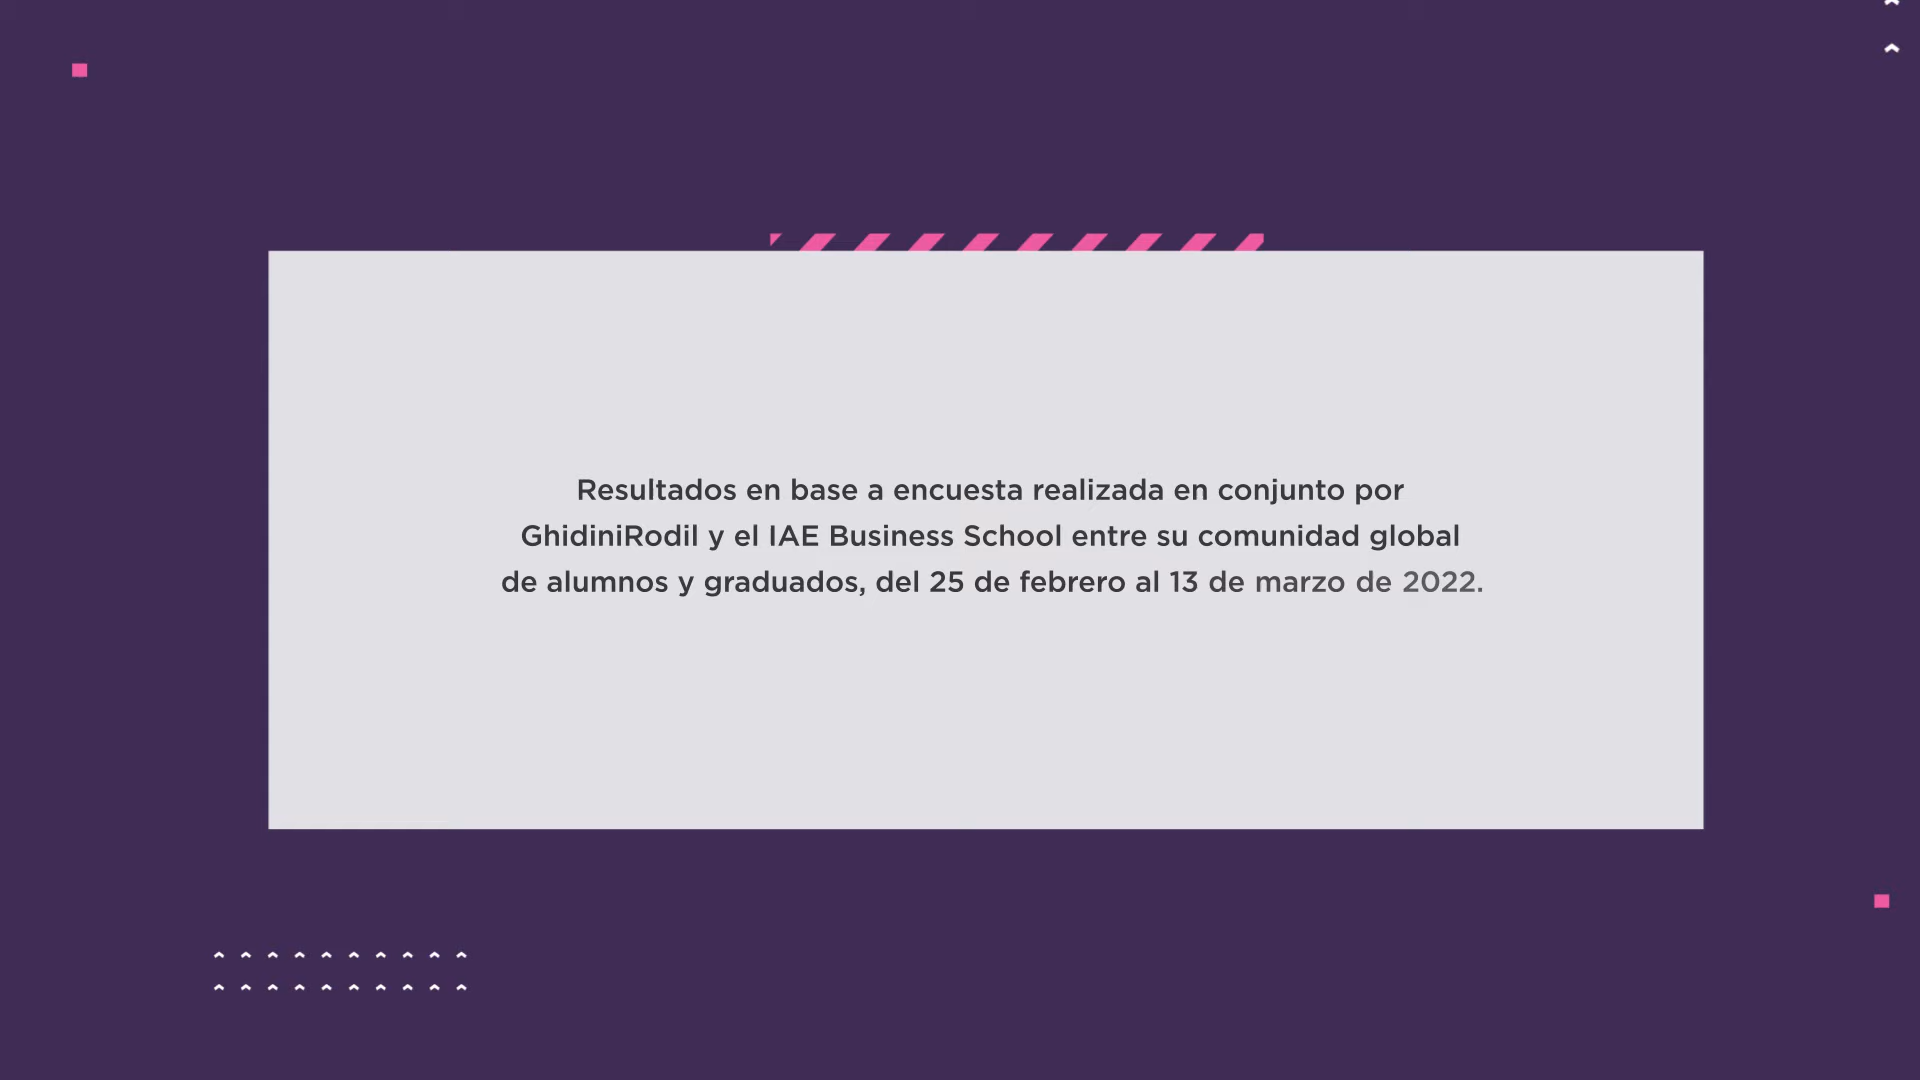 Resultados en base a encuesta realizada en conjunto por
GhidiniRodil y el IAE Business School entre su comunidad global
de alumnos y graduados, del 25 de febrero al 13 de marzo de 2022.